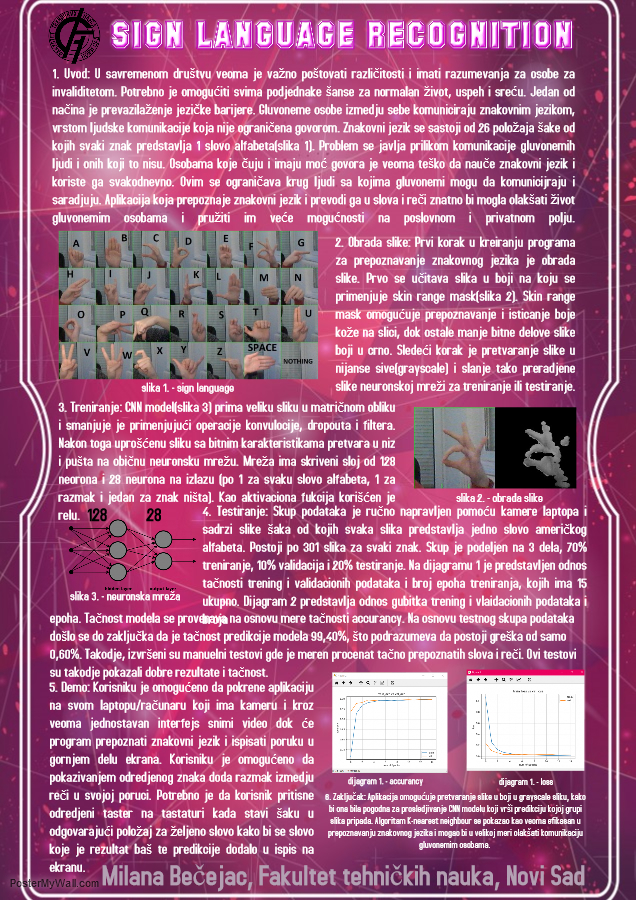 SIGN LANGUAGE RECOGNITION
1. Uvod: U savremenom društvu veoma je važno poštovati različitosti i imati razumevanja za osobe za
invaliditetom. Potrebno je omogućiti svima podjednake šanse za normalan život, uspeh i sreću. Jedan od
načina je prevazilaženje jezičke barijere. Gluvoneme osobe izmedju sebe komuniciraju znakovnim jezikom,
vrstom ljudske komunikacije koja nije ograničena govorom. Znakovni jezik se sastoji od 26 položaja šake od
kojih svaki znak predstavlja 1 slovo alfabeta(slika 1). Problem se javlja prilikom komunikacije gluvonemih
ljudi i onih koji to nisu. Osobama koje čuju i imaju moć govora je veoma teško da nauče znakovni jezik i
koriste ga svakodnevno. Ovim se ograničava krug ljudi sa kojima gluvonemi mogu da komunicijraju i
saradjuju. Aplikacija koja prepoznaje znakovni jezik i prevodi ga u slova i reči znatno bi mogla olakšati život
gluvonemim osobama i pružiti im veće mogućnosti na poslovnom i privatnom polju.
A B C D E F G
H I J K L M N
O P Q R S T U
V W X Y Z SPACE NOTHING
slika 1. - sign language
2. Obrada slike: Prvi korak u kreiranju programa
za prepoznavanje znakovnog jezika je obrada
slike. Prvo se učitava slika u boji na koju se
primenjuje skin range mask(slika 2). Skin range
mask omogućuje prepoznavanje i isticanje boje
kože na slici, dok ostale manje bitne delove slike
boji u crno. Sledeći korak je pretvaranje slike u
nijanse sive(grayscale) i slanje tako preradjene
slike neuronskoj mreži za treniranje ili testiranje.
3. Treniranje: CNN model(slika 3) prima veliku sliku u matričnom obliku
i smanjuje je primenjujući operacije konvolucije, dropouta i filtera.
Nakon toga uprošćenu sliku sa bitnim karakteristikama pretvara u niz
i pušta na običnu neuronsku mrežu. Mreža ima skriveni sloj od 128
neorona i 28 neurona na izlazu (po 1 za svaku slovo alfabeta, 1 za
razmak i jedan za znak ništa). Kao aktivaciona fukcija korišćen je
relu.
slika 2. - obrada slike
128 28
hidden layer output layer
slika 3. - neuronska mreža
4. Testiranje: Skup podataka je ručno napravljen pomoću kamere laptopa i
sadrzi slike šaka od kojih svaka slika predstavlja jedno slovo američkog
alfabeta. Postoji po 301 slika za svaki znak. Skup je podeljen na 3 dela, 70%
treniranje, 10% validacija i 20% testiranje. Na dijagramu 1 je predstavljen odnos
tačnosti trening i validacionih podataka i broj epoha treniranja, kojih ima 15
ukupno. Dijagram 2 predstavlja odnos gubitka trening i vlaidacionih podataka i
broja
epoha. Tačnost modela se proverava na osnovu mere tačnosti accurancy. Na osnovu testnog skupa podataka
došlo se do zaključka da je tačnost predikcije modela 99,40%, što podrazumeva da postoji greška od samo
0,60%. Takodje, izvršeni su manuelni testovi gde je meren procenat tačno prepoznatih slova i reči. Ovi testovi
su takodje pokazali dobre rezultate i tačnost.
5. Demo: Korisniku je omogućeno da pokrene aplikaciju
na svom laptopu/računaru koji ima kameru i kroz
veoma jednostavan interfejs snimi video dok će
program prepoznati znakovni jezik i ispisati poruku u
gornjem delu ekrana. Korisniku je omogućeno da
pokazivanjem odredjenog znaka doda razmak izmedju
reči u svojoj poruci. Potrebno je da korisnik pritisne
odredjeni taster na tastaturi kada stavi šaku u
odgovarajući položaj za željeno slovo kako bi se slovo
koje je rezultat baš te predikcije dodalo u ispis na
ekranu.
dijagram 1. - accurancy
dijagram 1. - loss
6. Zaključak: Aplikacija omogućuje pretvaranje slike u boji u grayscale sliku, kako
bi ona bila pogodna za prosledjivanje CNN modelu koji vrši predikciju kojoj grupi
slika pripada. Algoritam K-nearest neighbour se pokazao kao veoma efikasan u
prepoznavanju znakovnog jezika i mogao bi u velikoj meri olakšati komunikaciju
gluvonemim osobama.
PosterMyWall.com
Milana Bečejac, Fakultet tehničkih nauka, Novi Sad